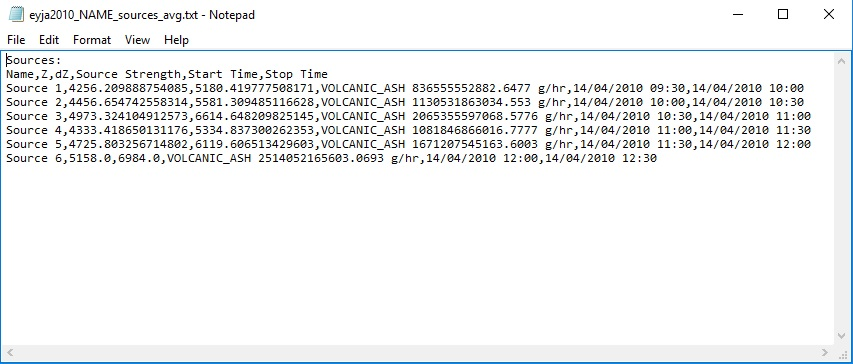 eyja2010_NAME_sources_avg.txt - Notepad
File Edit Format View Help
Sources:
Name,Z,dZ,Source Strength,Start Time,Stop Time
Source 1,4256.209888754085,5180.419777508171,VOLCANIC_ASH 836555552882.6477 g/hr,14/04/2010 09:30,14/04/2010 10:00
Source 2,4456.654742558314,5581.309485116628,VOLCANIC_ASH 1130531863034.553 g/hr,14/04/2010 10:00,14/04/2010 10:30
Source 3,4973.324104912573,6614.648209825145,VOLCANIC_ASH 2065355597068.5776 g/hr,14/04/2010 10:30,14/04/2010 11:00
Source 4,4333.418650131176,5334.837300262353,VOLCANIC_ASH 1081846866016.7777 g/hr,14/04/2010 11:00,14/04/2010 11:30
Source 5,4725.803256714802,6119.606513429603,VOLCANIC_ASH 1671207545163.6003 g/hr,14/04/2010 11:30,14/04/2010 12:00
Source 6,5158.0,6984.0,VOLCANIC_ASH 2514052165603.0693 g/hr,14/04/2010 12:00,14/04/2010 12:30